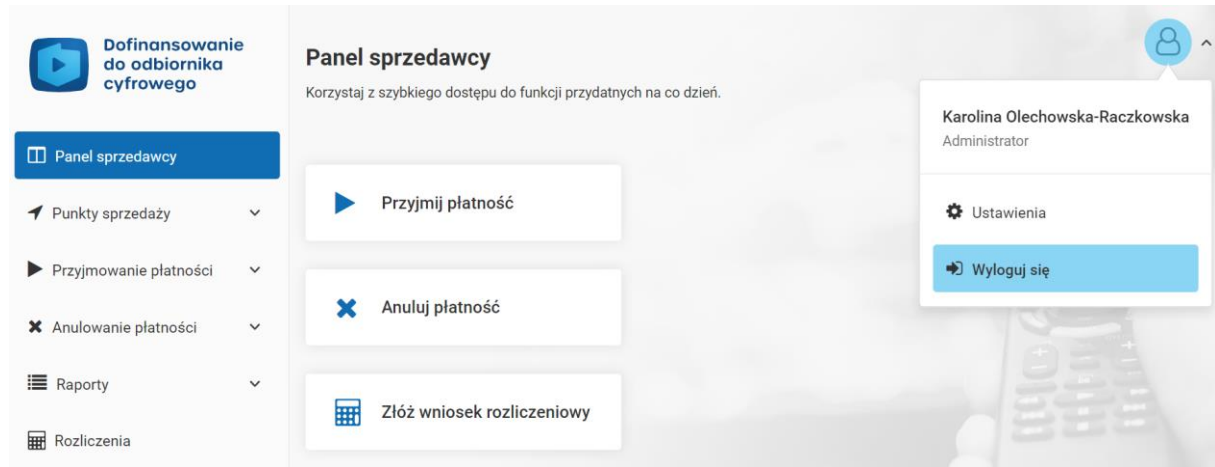 Dofinansowanie
do odbiornika
cyfrowego
Panel sprzedawcy
Punkty sprzedaży
Przyjmowanie płatności
Anulowanie płatności
Raporty
Rozliczenia
Panel sprzedawcy
Korzystaj z szybkiego dostępu do funkcji przydatnych na co dzień.
Przyjmij płatność
Anuluj płatność
Złóż wniosek rozliczeniowy
Karolina Olechowska-Raczkowska
Administrator
Ustawienia
Wyloguj się